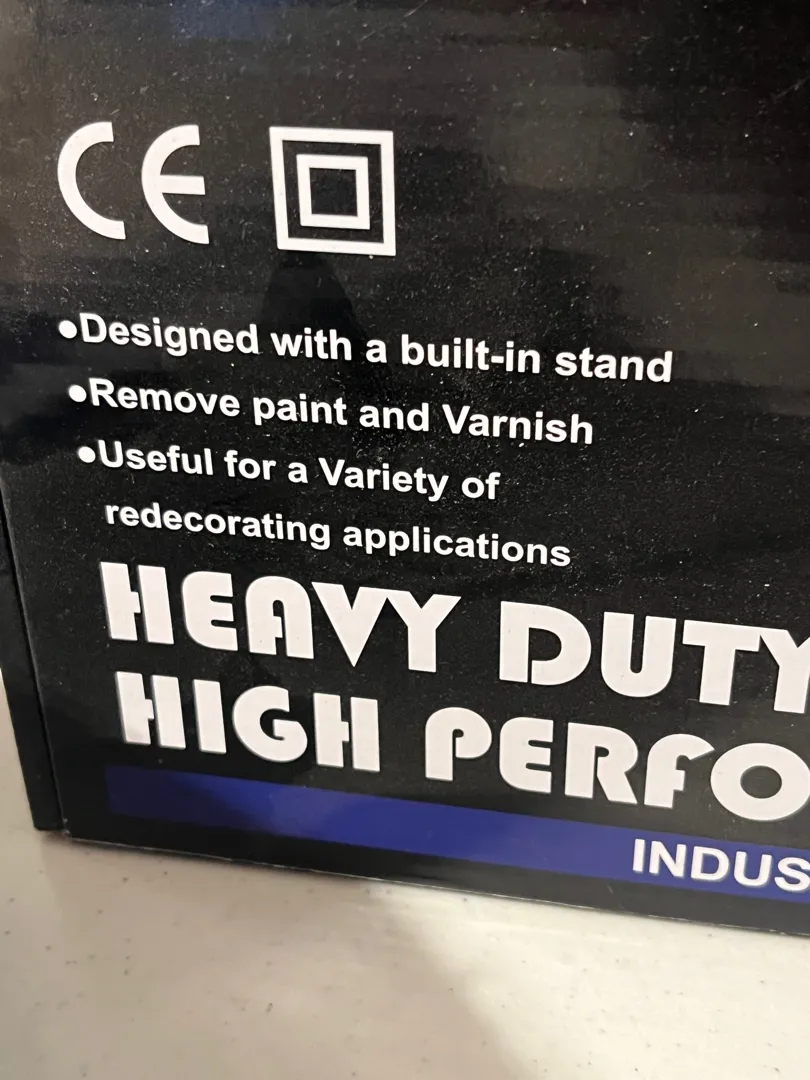 CE
•Designed with a built-in stand
•Remove paint and Varnish
•Useful for a Variety of
redecorating applications
HEAVY DUTY
HIGH PERFO
INDUS